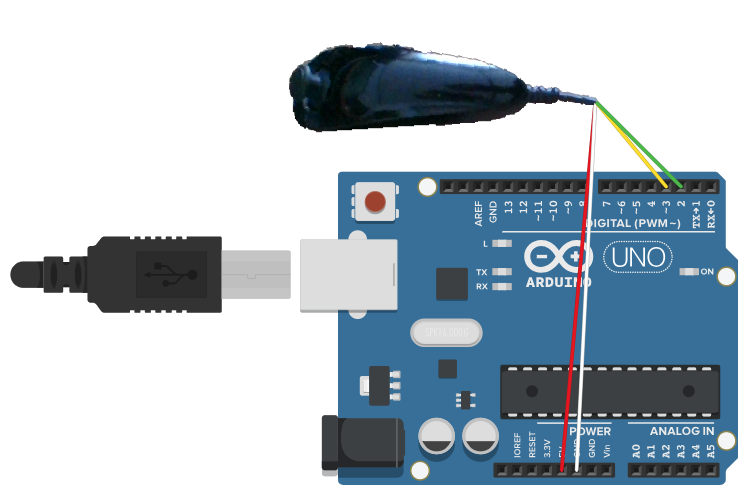 AREF
GND
13
12
~11
~10
~9
8
7
~6
~5
4
~3
2
TX→1
RX←0
DIGITAL (PWM~)
L
TX
RX
UNO
ARDUINO
ON
POWER
ANALOG IN
IOREF
RESET
3.3V
5V
GND
GND
Vin
A0
A1
A2
A3
A4
A5